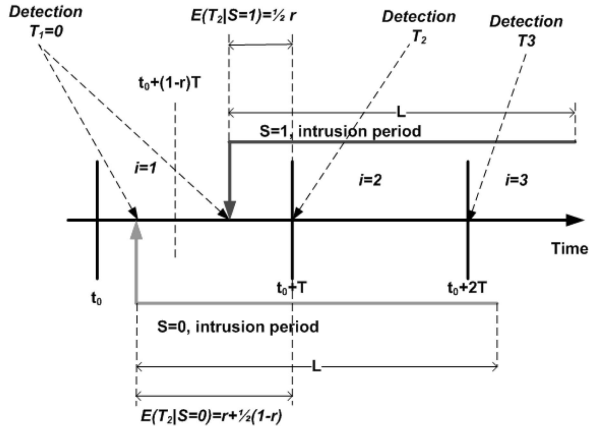 Detection
T₁=0
E(T₂|S=1)=½ r
Detection
T₂
Detection
T3
t₀+(1-r)T
L
S=1, intrusion period
i=1
i=2
i=3
Time
t₀
t₀+T
t₀+2T
S=0, intrusion period
L
E(T₂|S=0)=r+½(1-r)